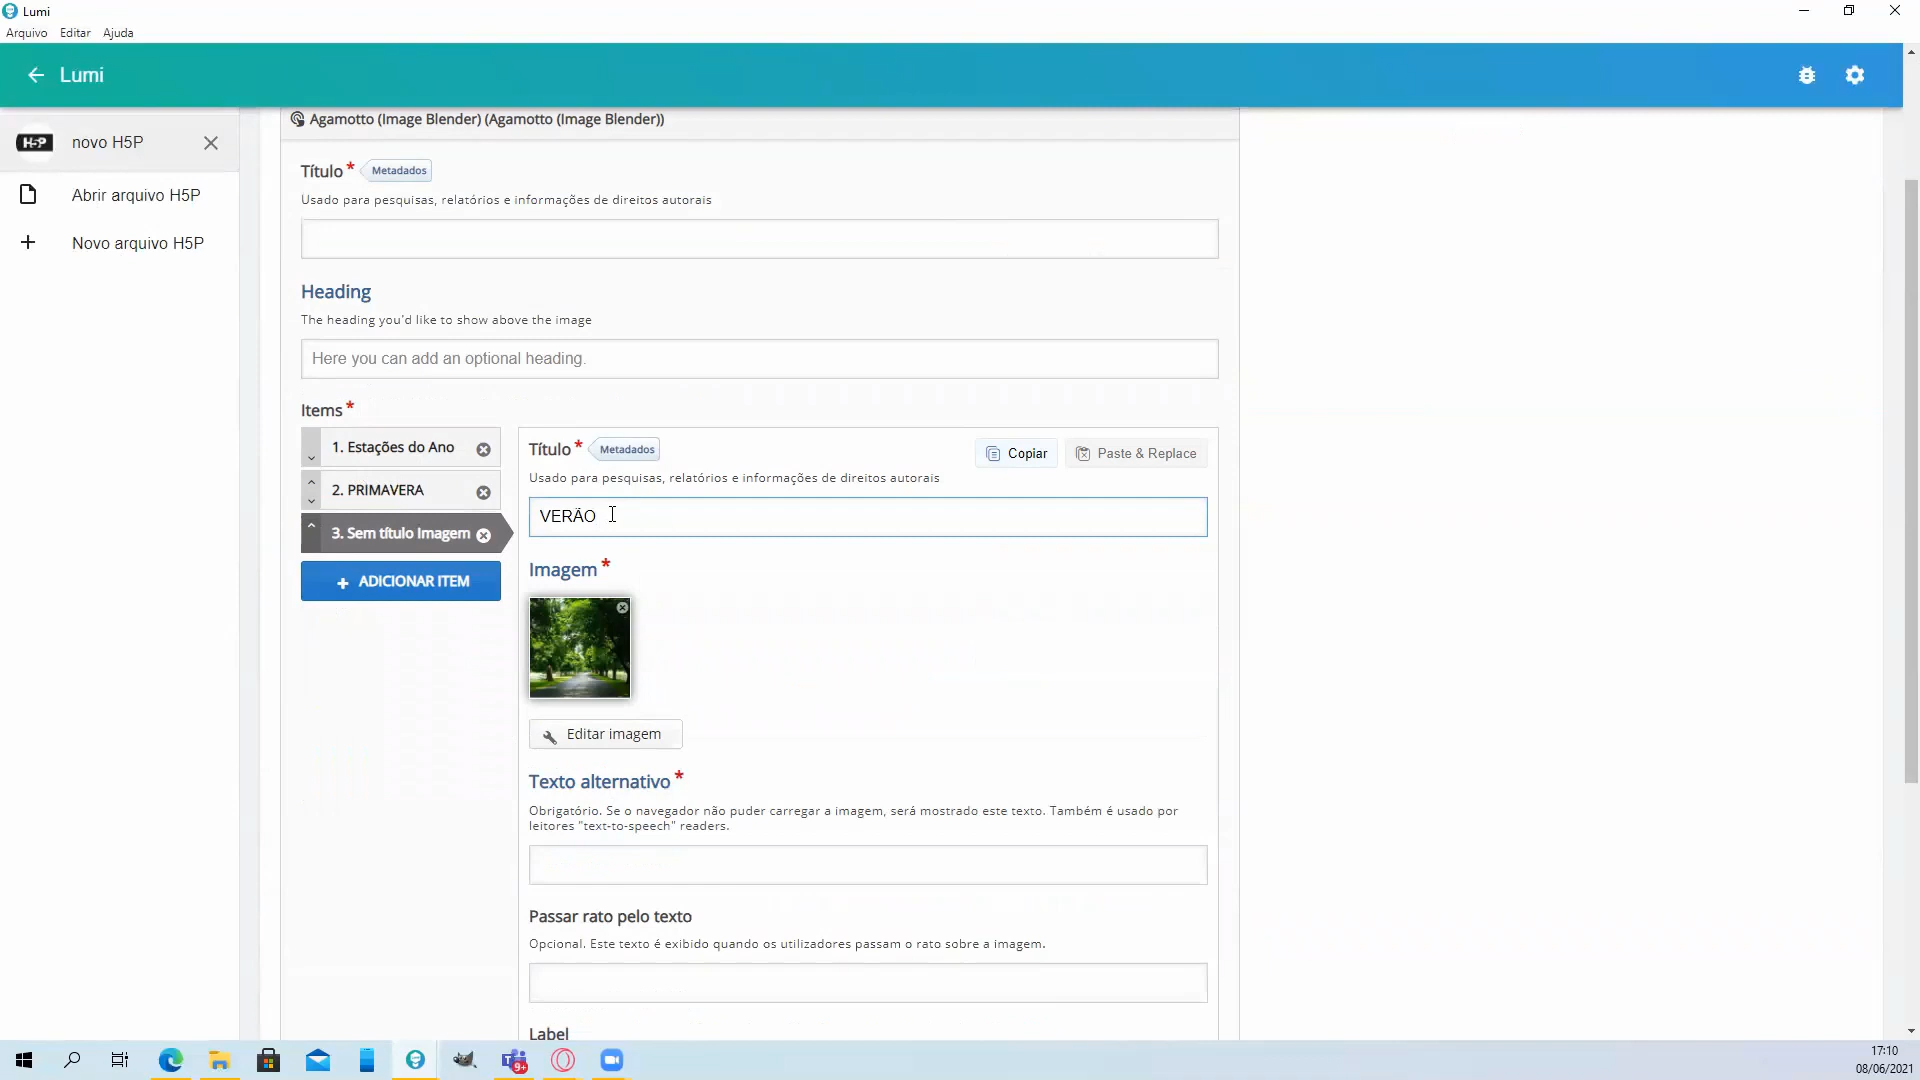 Lumi
Arquivo Editar Ajuda
Lumi
H-P novo H5P
Abrir arquivo H5P
Novo arquivo H5P
Agamotto (Image Blender) (Agamotto (Image Blender))
Título * Metadados
Usado para pesquisas, relatórios e informações de direitos autorais
Heading
The heading you'd like to show above the image
Here you can add an optional heading.
Items *
1. Estações do Ano
2. PRIMAVERA
3. Sem título Imagem
+ ADICIONAR ITEM
Título * Metadados
Copiar
Paste & Replace
Usado para pesquisas, relatórios e informações de direitos autorais
VERÃO
Imagem *
Editar imagem
Texto alternativo *
Obrigatório. Se o navegador não puder carregar a imagem, será mostrado este texto. Também é usado por
leitores "text-to-speech" readers.
Passar rato pelo texto
Opcional. Este texto é exibido quando os utilizadores passam o rato sobre a imagem.
Label
9+
17:10
08/06/2021